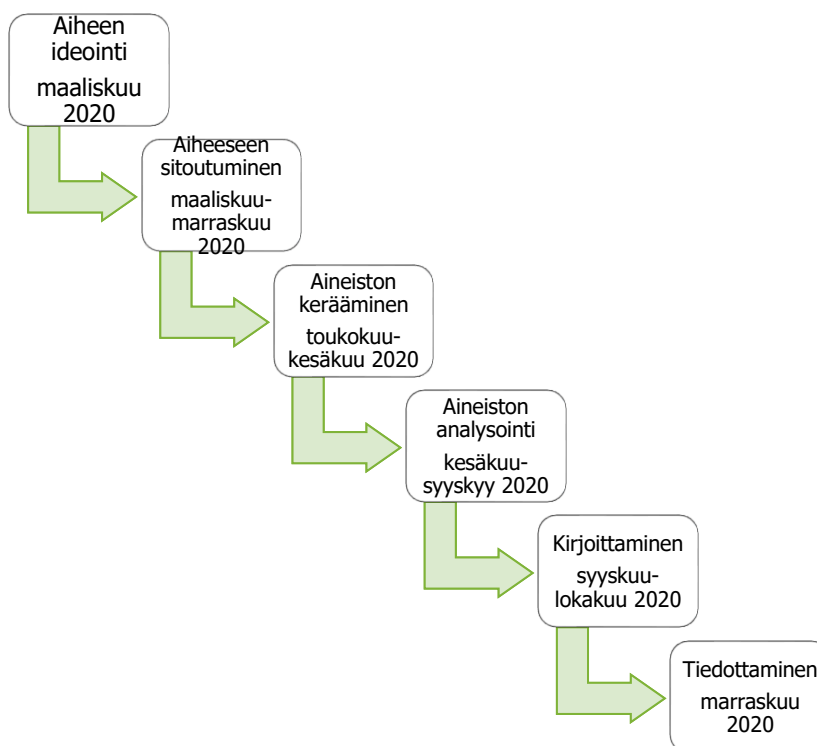 Aiheen
ideointi
maaliskuu
2020
Aiheeseen
sitoutuminen
maaliskuu-
marraskuu
2020
Aineiston
kerääminen
toukokuu-
kesäkuu 2020
Aineiston
analysointi
kesäkuu-
syyskyy 2020
Kirjoittaminen
syyskuu-
lokakuu 2020
Tiedottaminen
marraskuu
2020